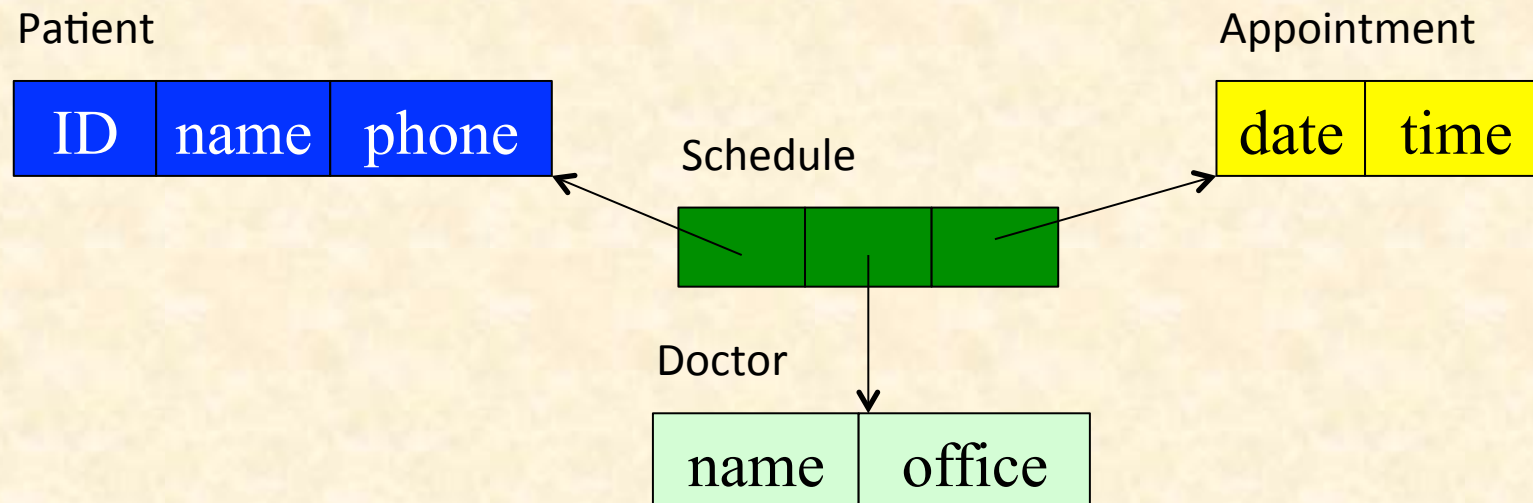 Patient
Appointment
ID name phone
date time
Schedule
Doctor
name office